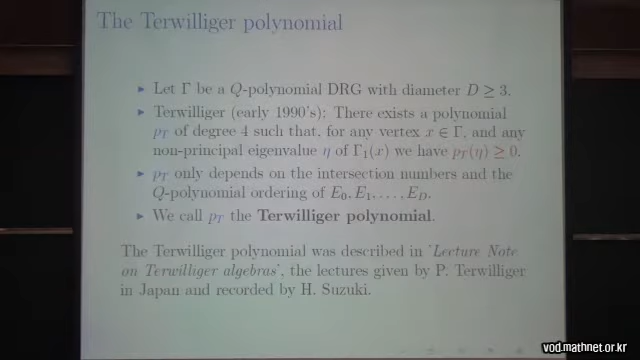 The Terwilliger polynomial
▸ Let Γ be a Q-polynomial DRG with diameter D ≥ 3.
▸ Terwilliger (early 1990's): There exists a polynomial
p_T of degree 4 such that, for any vertex x ∈ Γ, and any
non-principal eigenvalue η of Γ₁(x) we have p_T(η) ≥ 0.
▸ p_T only depends on the intersection numbers and the
Q-polynomial ordering of E₀, E₁, . . . , E_D.
▸ We call p_T the Terwilliger polynomial.
The Terwilliger polynomial was described in 'Lecture Note
on Terwilliger algebras', the lectures given by P. Terwilliger
in Japan and recorded by H. Suzuki.
vod.mathnet.or.kr